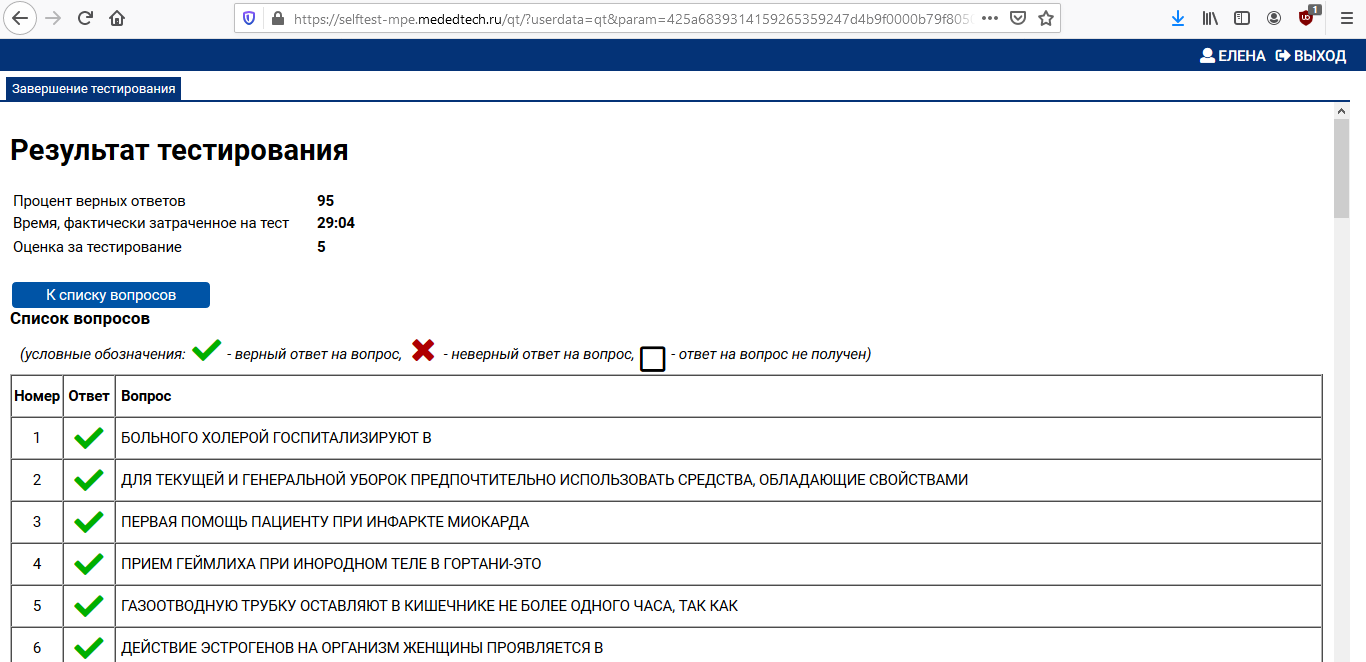 https://selftest-mpe.mededtech.ru/qt/?userdata=qt&param=425a6839314159265359247d4b9f0000b79f805
1
ЕЛЕНА ВЫХОД
Завершение тестирования
Результат тестирования
Процент верных ответов 95
Время, фактически затраченное на тест 29:04
Оценка за тестирование 5
К списку вопросов
Список вопросов
(условные обозначения: - верный ответ на вопрос, - неверный ответ на вопрос, - ответ на вопрос не получен)
Номер Ответ Вопрос
1 БОЛЬНОГО ХОЛЕРОЙ ГОСПИТАЛИЗИРУЮТ В
2 ДЛЯ ТЕКУЩЕЙ И ГЕНЕРАЛЬНОЙ УБОРОК ПРЕДПОЧТИТЕЛЬНО ИСПОЛЬЗОВАТЬ СРЕДСТВА, ОБЛАДАЮЩИЕ СВОЙСТВАМИ
3 ПЕРВАЯ ПОМОЩЬ ПАЦИЕНТУ ПРИ ИНФАРКТЕ МИОКАРДА
4 ПРИЕМ ГЕЙМЛИХА ПРИ ИНОРОДНОМ ТЕЛЕ В ГОРТАНИ-ЭТО
5 ГАЗООТВОДНУЮ ТРУБКУ ОСТАВЛЯЮТ В КИШЕЧНИКЕ НЕ БОЛЕЕ ОДНОГО ЧАСА, ТАК КАК
6 ДЕЙСТВИЕ ЭСТРОГЕНОВ НА ОРГАНИЗМ ЖЕНЩИНЫ ПРОЯВЛЯЕТСЯ В